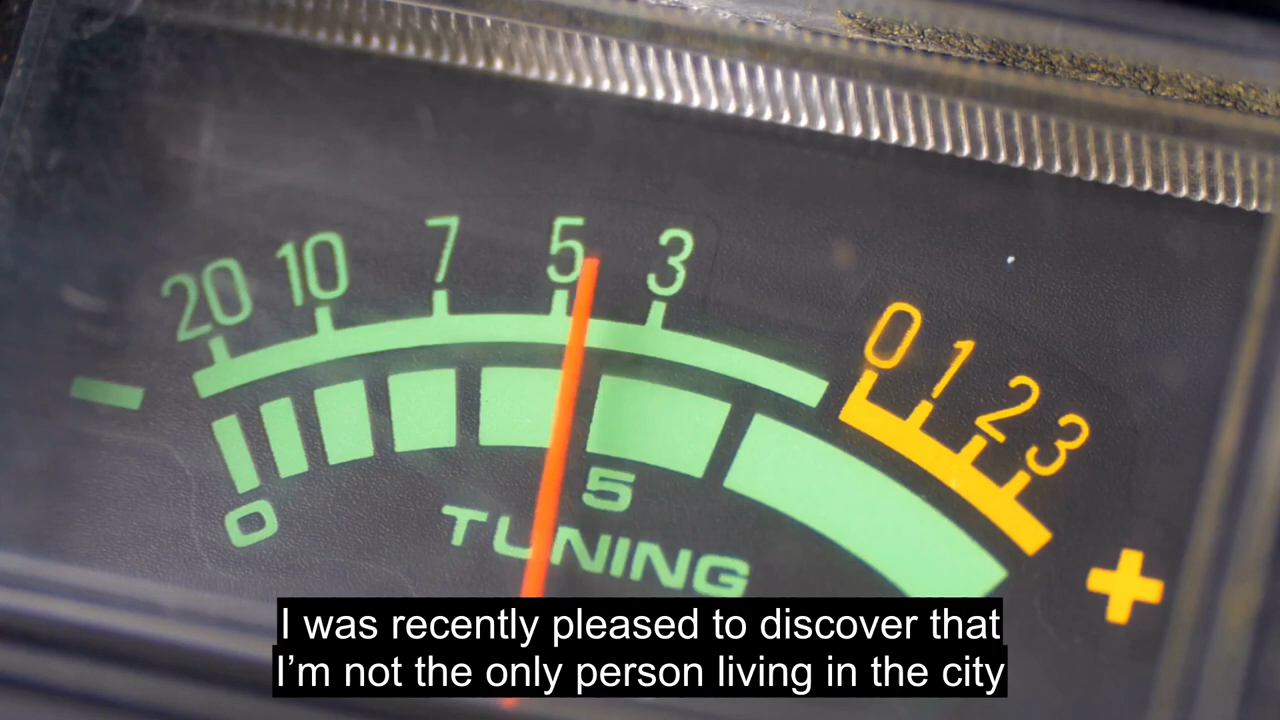 20 10 7 5 3 0 1 2 3
- +
0 5
TUNING
I was recently pleased to discover that
I’m not the only person living in the city